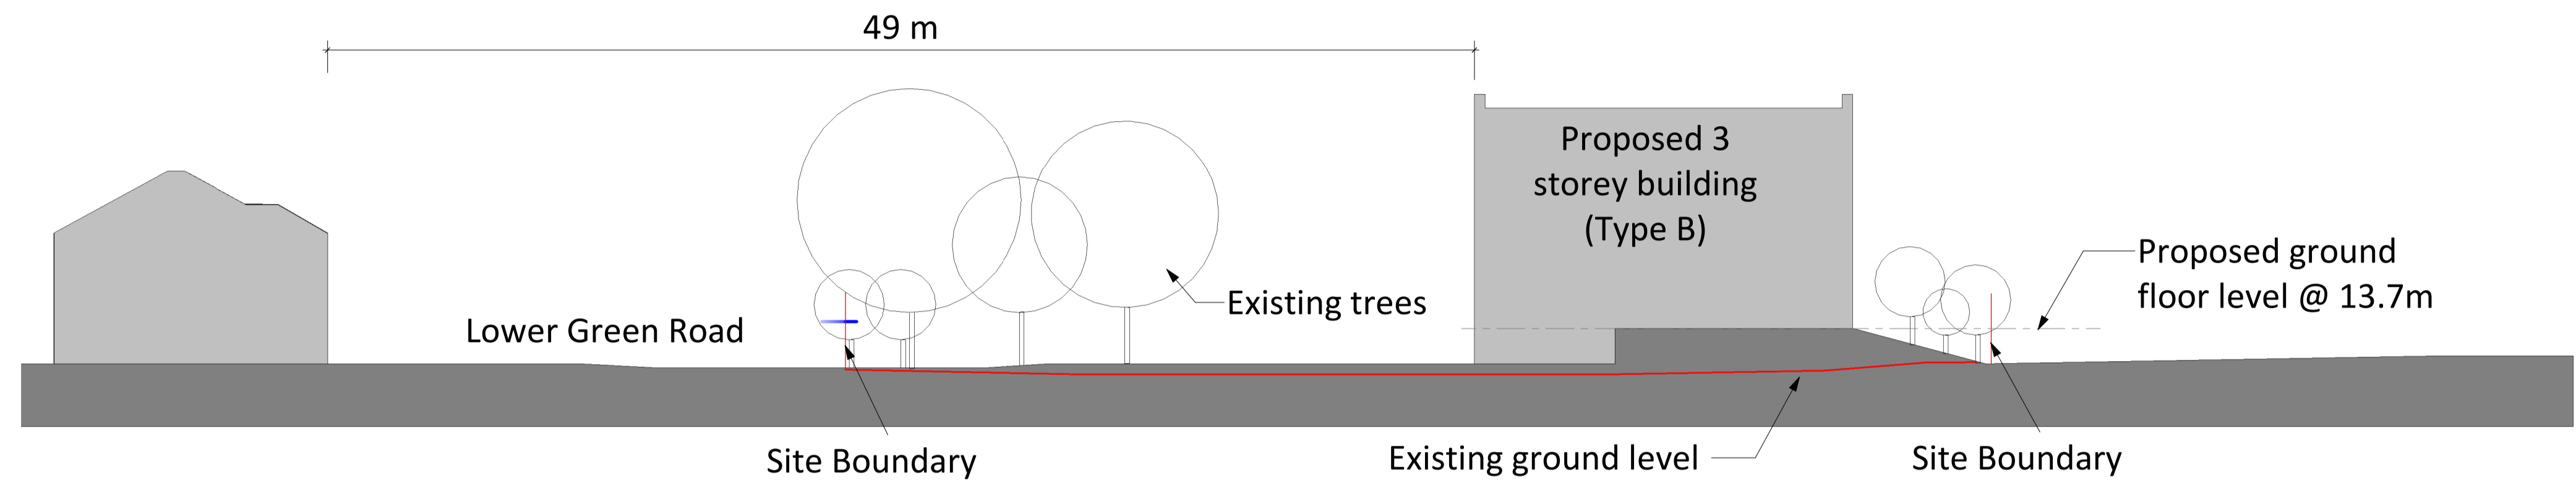 49 m
Proposed 3
storey building
(Type B)
Proposed ground
floor level @ 13.7m
Existing trees
Lower Green Road
Site Boundary
Existing ground level
Site Boundary